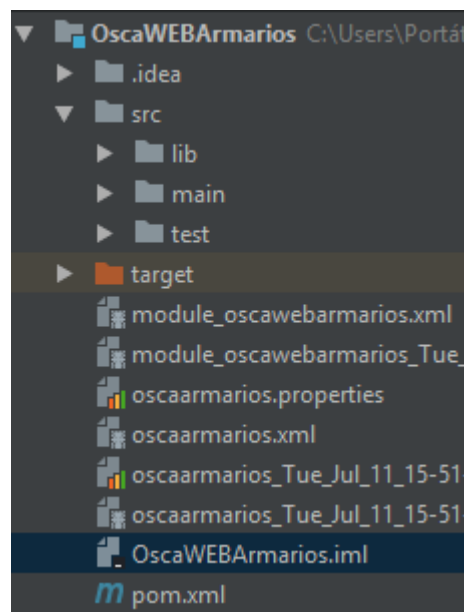 OscaWEBArmarios C:\Users\Portát
.idea
src
lib
main
test
target
module_oscawebarmarios.xml
module_oscawebarmarios_Tue_
oscaarmarios.properties
oscaarmarios.xml
oscaarmarios_Tue_Jul_11_15-51-
oscaarmarios_Tue_Jul_11_15-51-
OscaWEBArmarios.iml
m pom.xml